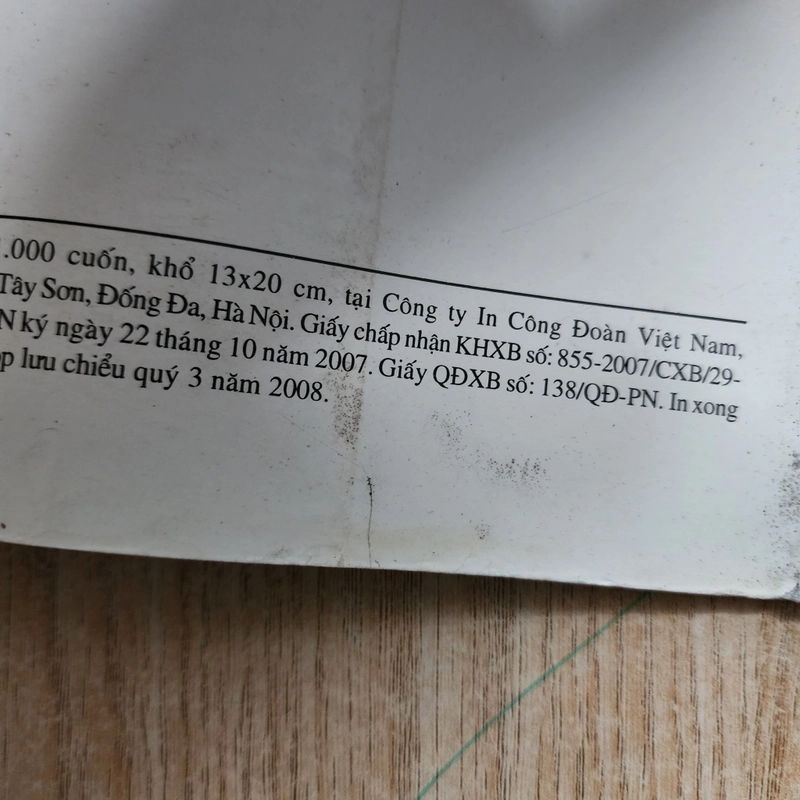 .000 cuốn, khổ 13x20 cm, tại Công ty In Công Đoàn Việt Nam,
Tây Sơn, Đống Đa, Hà Nội. Giấy chấp nhận KHXB số: 855-2007/CXB/29-
N ký ngày 22 tháng 10 năm 2007. Giấy QĐXB số: 138/QĐ-PN. In xong
lưu chiểu quý 3 năm 2008.